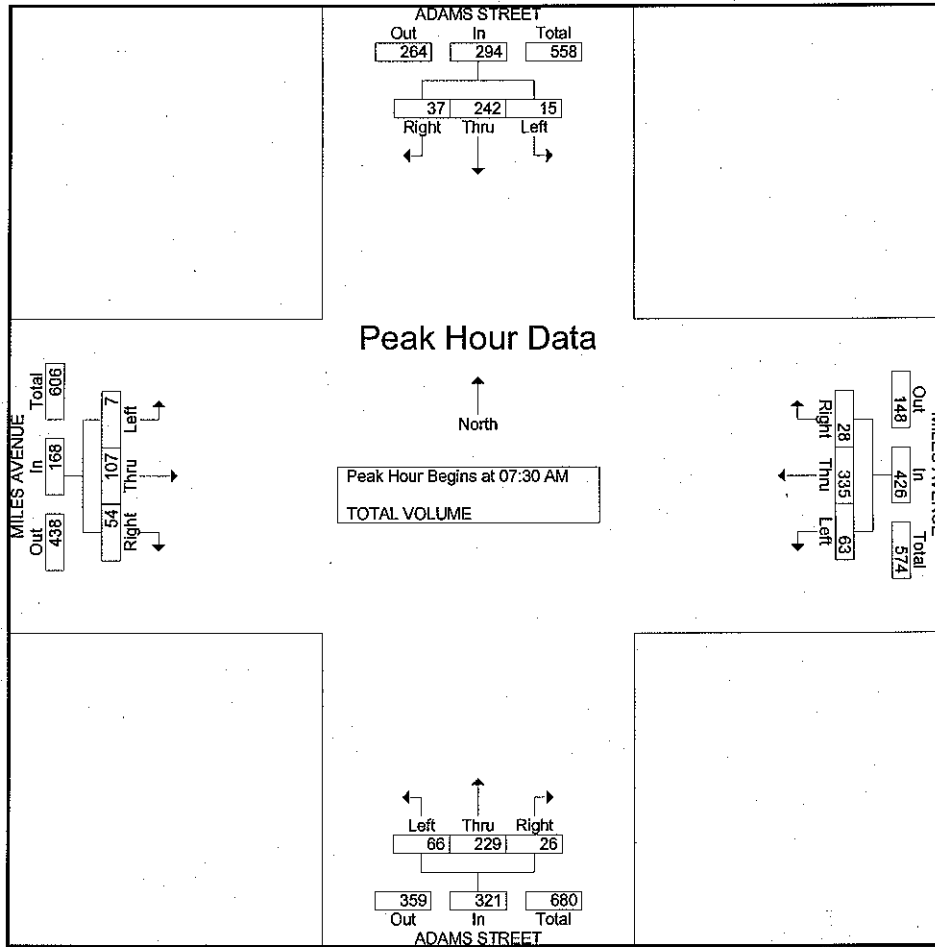 ADAMS STREET
Out In Total
264 294 558
37 242 15
Right Thru Left
Peak Hour Data
North
Peak Hour Begins at 07:30 AM
TOTAL VOLUME
MILES AVENUE
Out In Total
438 168 606
54 107 7
Right Thru Left
MILES AVENUE
Out In Total
148 426 574
28 335 63
Right Thru Left
Left Thru Right
66 229 26
359 321 680
Out In Total
ADAMS STREET